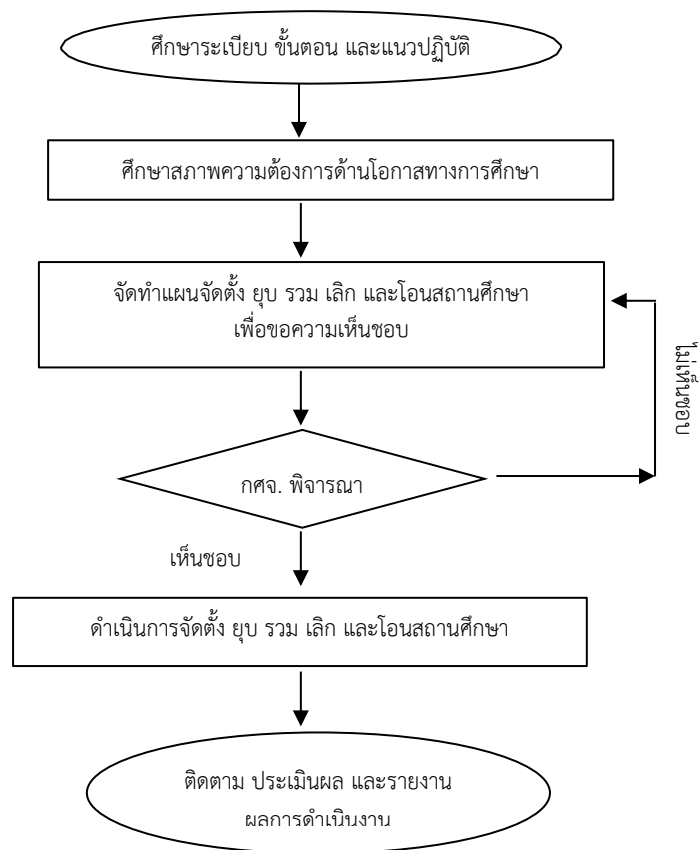 ศึกษาระเบียบ ขั้นตอน และแนวปฏิบัติ
ศึกษาสภาพความต้องการด้านโอกาสทางการศึกษา
จัดทำแผนจัดตั้ง ยุบ รวม เลิก และโอนสถานศึกษา
เพื่อขอความเห็นชอบ
ไม่เห็นชอบ
กศจ. พิจารณา
เห็นชอบ
ดำเนินการจัดตั้ง ยุบ รวม เลิก และโอนสถานศึกษา
ติดตาม ประเมินผล และรายงาน
ผลการดำเนินงาน